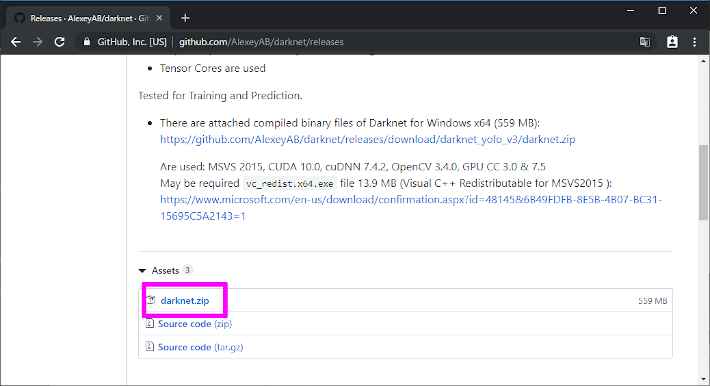 Releases · AlexeyAB/darknet · Git
GitHub, Inc. [US] github.com/AlexeyAB/darknet/releases
Tensor Cores are used
Tested for Training and Prediction.
There are attached compiled binary files of Darknet for Windows x64 (559 MB):
https://github.com/AlexeyAB/darknet/releases/download/darknet_yolo_v3/darknet.zip
Are used: MSVS 2015, CUDA 10.0, cuDNN 7.4.2, OpenCV 3.4.0, GPU CC 3.0 & 7.5
May be required vc_redist.x64.exe file 13.9 MB (Visual C++ Redistributable for MSVS2015 ):
https://www.microsoft.com/en-us/download/confirmation.aspx?id=48145&6B49FDFB-8E5B-4B07-BC31-
15695C5A2143=1
Assets 3
darknet.zip 559 MB
Source code (zip)
Source code (tar.gz)